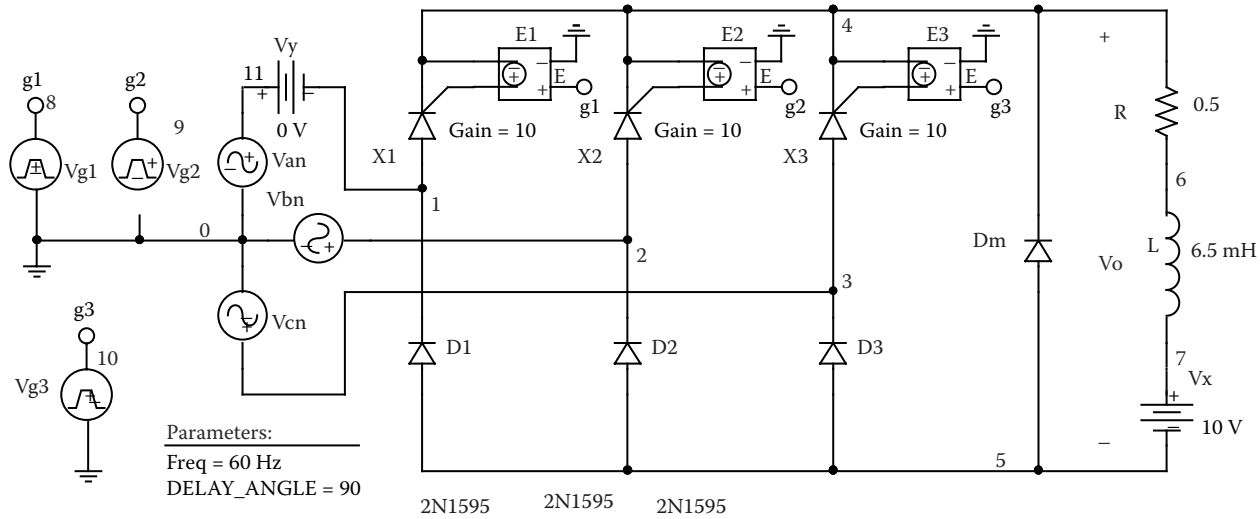 4
E1
E2
E3
+
Vy
g1
g2
11
+
−
E
E
E
g1
g2
g3
8
9
0 V
Gain = 10
Gain = 10
Gain = 10
R
0.5
Vg1
Vg2
Van
X1
X2
X3
6
Vbn
1
0
2
Dm
Vo
L
6.5 mH
3
g3
Vcn
10
D1
D2
D3
7
Vg3
Vx
10 V
Parameters:
−
5
Freq = 60 Hz
DELAY_ANGLE = 90
2N1595
2N1595
2N1595